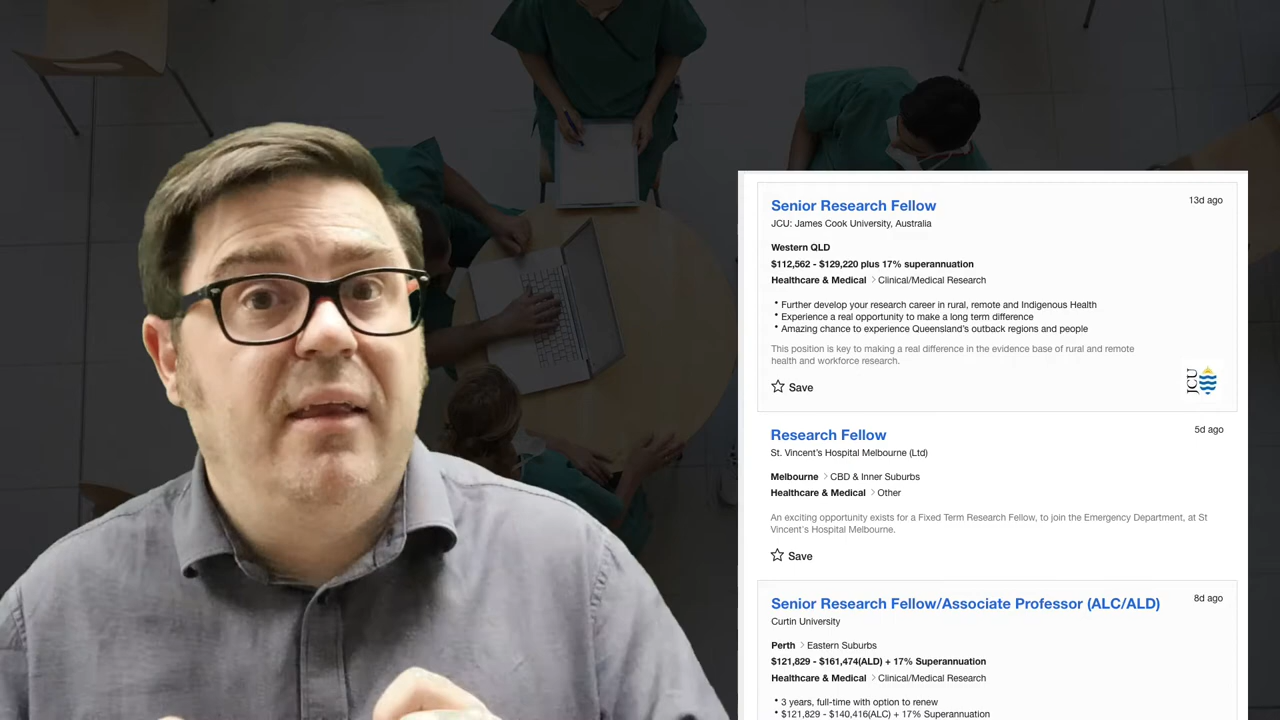 Senior Research Fellow
13d ago
JCU: James Cook University, Australia
Western QLD
$112,562 - $129,220 plus 17% superannuation
Healthcare & Medical > Clinical/Medical Research
• Further develop your research career in rural, remote and Indigenous Health
• Experience a real opportunity to make a long term difference
• Amazing chance to experience Queensland's outback regions and people
This position is key to making a real difference in the evidence base of rural and remote
health and workforce research.
Save
JCU
Research Fellow
5d ago
St. Vincent's Hospital Melbourne (Ltd)
Melbourne > CBD & Inner Suburbs
Healthcare & Medical > Other
An exciting opportunity exists for a Fixed Term Research Fellow, to join the Emergency Department, at St
Vincent's Hospital Melbourne.
Save
Senior Research Fellow/Associate Professor (ALC/ALD)
8d ago
Curtin University
Perth > Eastern Suburbs
$121,829 - $161,474(ALD) + 17% Superannuation
Healthcare & Medical > Clinical/Medical Research
• 3 years, full-time with option to renew
• $121,829 - $140,416(ALC) + 17% Superannuation